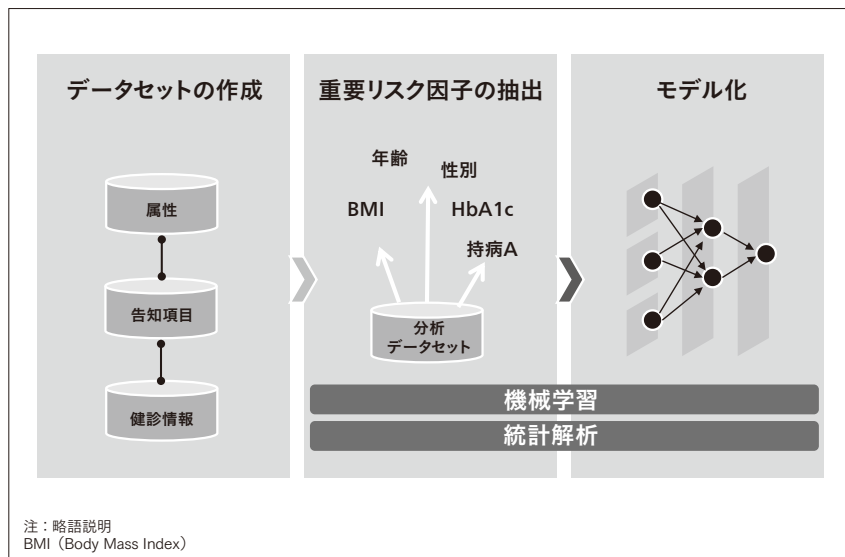 データセットの作成
属性
告知項目
健診情報
重要リスク因子の抽出
年齢
性別
BMI
HbA1c
持病A
分析
データセット
モデル化
機械学習
統計解析
注：略語説明
BMI（Body Mass Index）